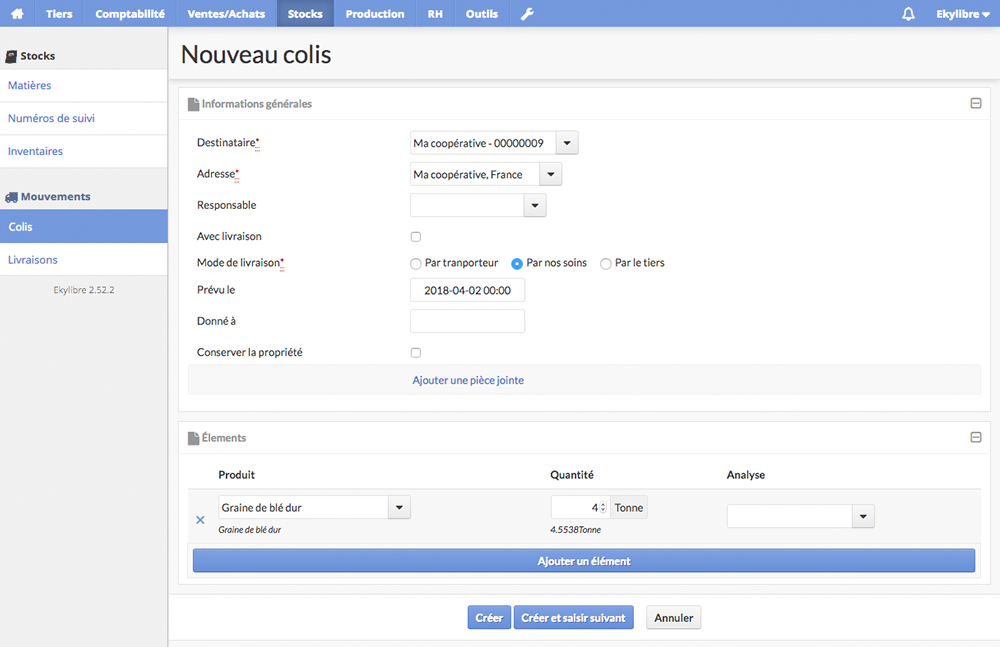 Tiers Comptabilité Ventes/Achats Stocks Production RH Outils Ekylibre
Stocks
Matières
Numéros de suivi
Inventaires
Mouvements
Colis
Livraisons
Ekylibre 2.52.2
Nouveau colis
Informations générales
Destinataire* Ma coopérative - 00000009
Adresse* Ma coopérative, France
Responsable
Avec livraison
Mode de livraison* Par tranporteur Par nos soins Par le tiers
Prévu le 2018-04-02 00:00
Donné à
Conserver la propriété
Ajouter une pièce jointe
Élements
Produit Quantité Analyse
Graine de blé dur 4 Tonne
Graine de blé dur 4.5538Tonne
Ajouter un élément
Créer Créer et saisir suivant Annuler